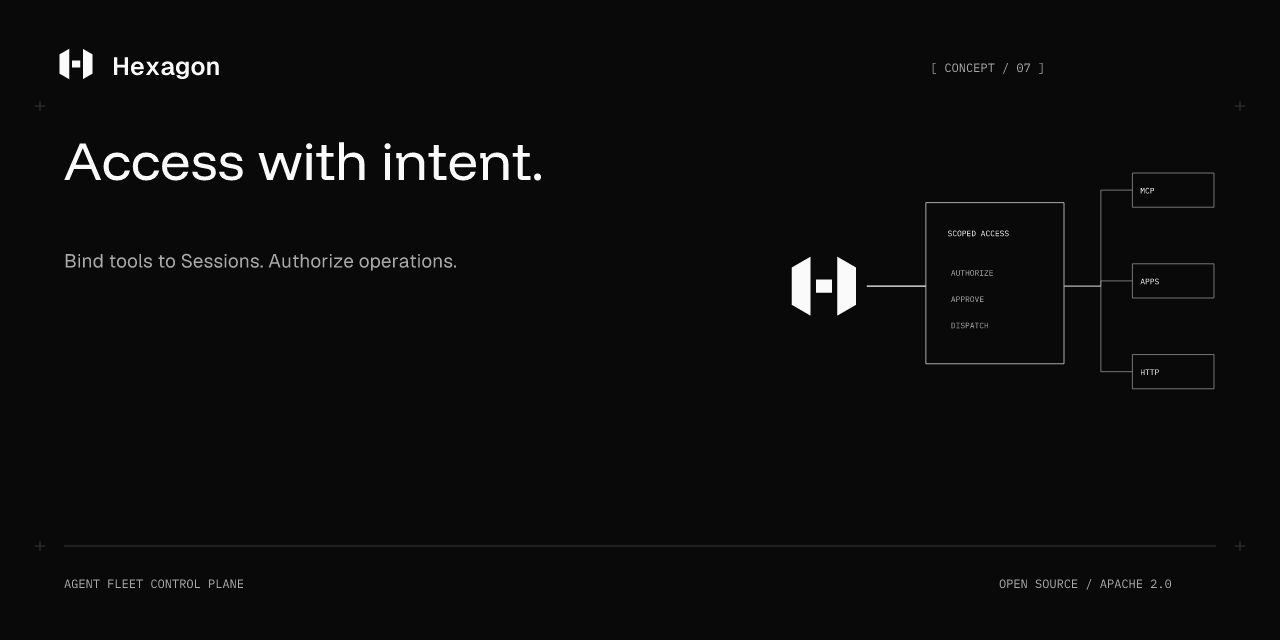 Hexagon
[ CONCEPT / 07 ]
Access with intent.
Bind tools to Sessions. Authorize operations.
SCOPED ACCESS
AUTHORIZE
APPROVE
DISPATCH
MCP
APPS
HTTP
AGENT FLEET CONTROL PLANE
OPEN SOURCE / APACHE 2.0